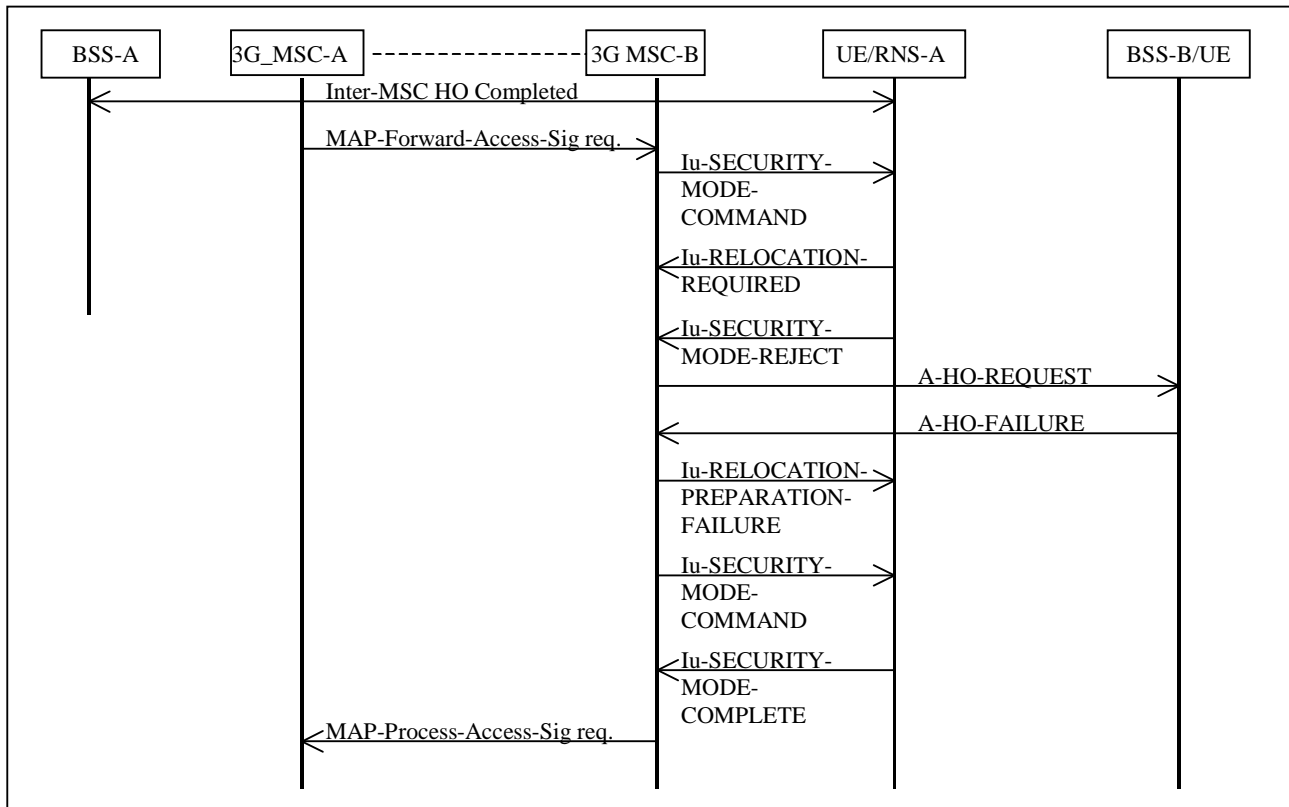 BSS-A
3G_MSC-A
3G MSC-B
UE/RNS-A
BSS-B/UE
Inter-MSC HO Completed
MAP-Forward-Access-Sig req.
Iu-SECURITY-
MODE-
COMMAND
Iu-RELOCATION-
REQUIRED
Iu-SECURITY-
MODE-REJECT
A-HO-REQUEST
A-HO-FAILURE
Iu-RELOCATION-
PREPARATION-
FAILURE
Iu-SECURITY-
MODE-
COMMAND
Iu-SECURITY-
MODE-
COMPLETE
MAP-Process-Access-Sig req.